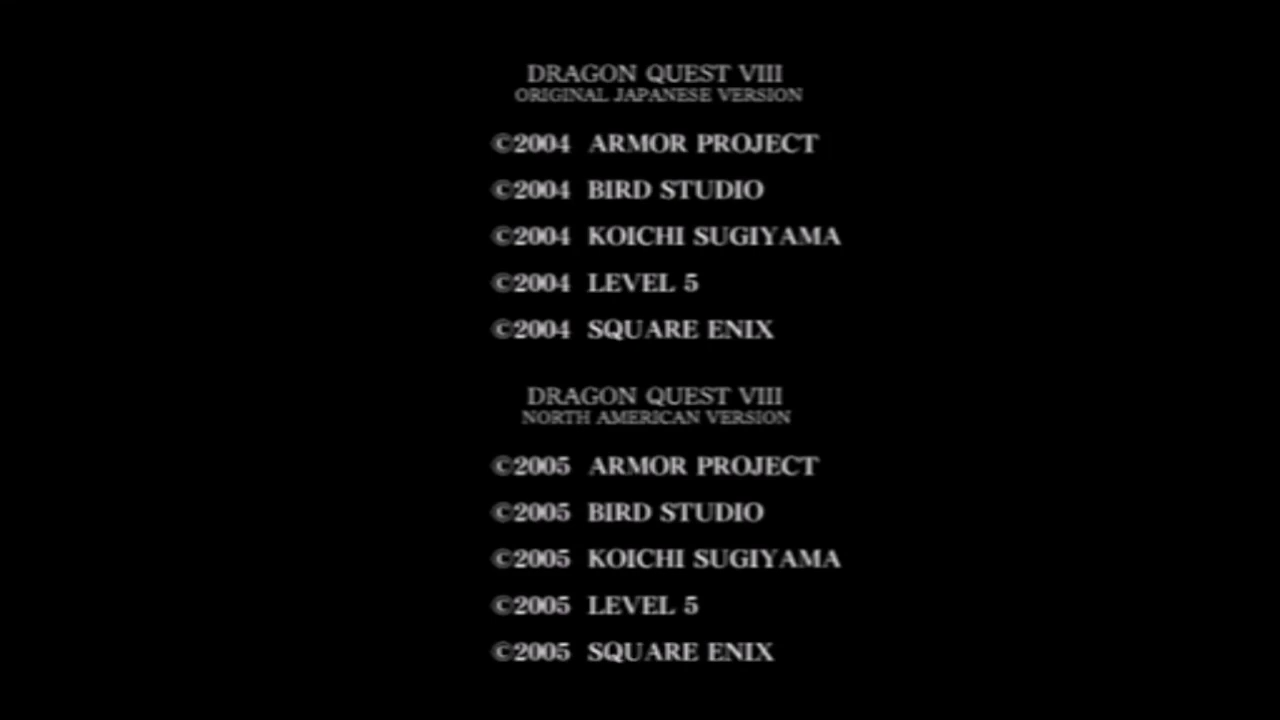 DRAGON QUEST VIII
ORIGINAL JAPANESE VERSION
©2004 ARMOR PROJECT
©2004 BIRD STUDIO
©2004 KOICHI SUGIYAMA
©2004 LEVEL 5
©2004 SQUARE ENIX
DRAGON QUEST VIII
NORTH AMERICAN VERSION
©2005 ARMOR PROJECT
©2005 BIRD STUDIO
©2005 KOICHI SUGIYAMA
©2005 LEVEL 5
©2005 SQUARE ENIX